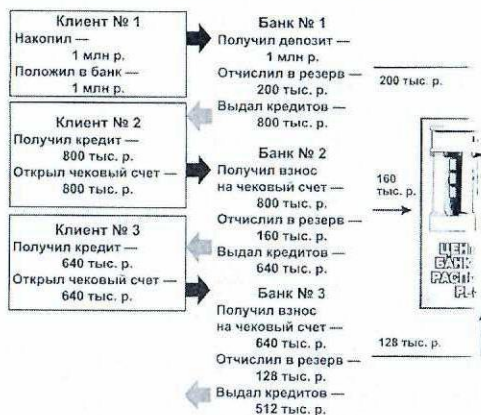 Клиент № 1
Накопил —
1 млн р.
Положил в банк —
1 млн р.
Банк № 1
Получил депозит —
1 млн р.
Отчислил в резерв —
200 тыс. р.
Выдал кредитов —
800 тыс. р.
200 тыс. р.
Клиент № 2
Получил кредит —
800 тыс. р.
Открыл чековый счет —
800 тыс. р.
Банк № 2
Получил взнос
на чековый счет —
800 тыс. р.
Отчислил в резерв —
160 тыс. р.
Выдал кредитов —
640 тыс. р.
160
тыс. р.
Клиент № 3
Получил кредит —
640 тыс. р.
Открыл чековый счет —
640 тыс. р.
Банк № 3
Получил взнос
на чековый счет —
640 тыс. р.
Отчислил в резерв —
128 тыс. р.
Выдал кредитов —
512 тыс. р.
128 тыс. р.